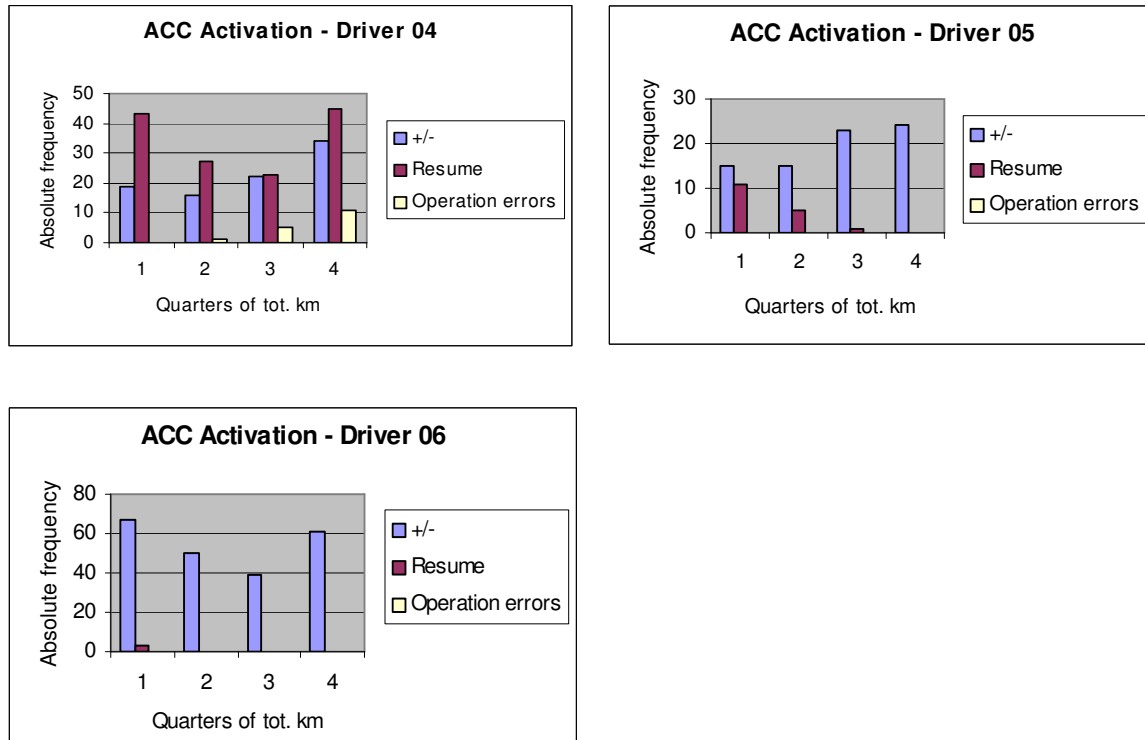 ACC Activation - Driver 04
50
40
30
20
10
0
Absolute frequency
1 2 3 4
Quarters of tot. km
+/-
Resume
Operation errors
ACC Activation - Driver 05
30
20
10
0
Absolute frequency
1 2 3 4
Quarters of tot. km
+/-
Resume
Operation errors
ACC Activation - Driver 06
80
60
40
20
0
Absolute frequency
1 2 3 4
Quarters of tot. km
+/-
Resume
Operation errors